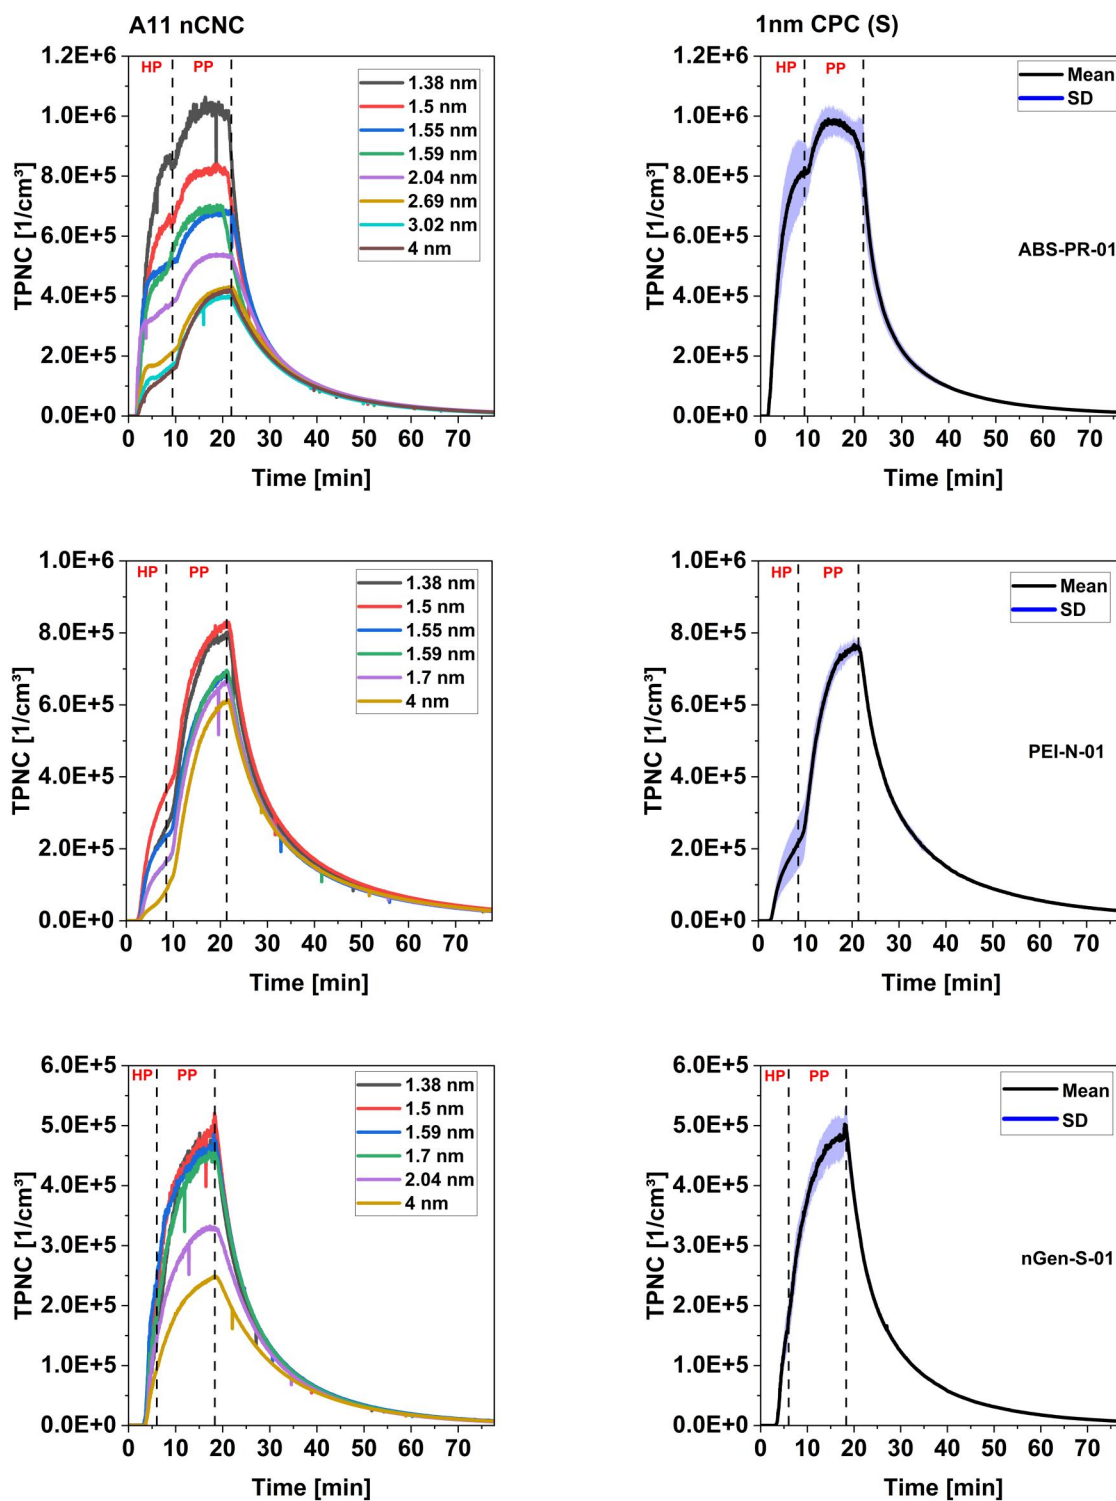 A11 nCNC
1nm CPC (S)
1.2E+6
1.0E+6
8.0E+5
6.0E+5
4.0E+5
2.0E+5
0.0E+0
TPNC [1/cm³]
HP
PP
1.38 nm
1.5 nm
1.55 nm
1.59 nm
2.04 nm
2.69 nm
3.02 nm
4 nm
0 10 20 30 40 50 60 70
Time [min]
1.2E+6
1.0E+6
8.0E+5
6.0E+5
4.0E+5
2.0E+5
0.0E+0
TPNC [1/cm³]
HP
PP
Mean
SD
ABS-PR-01
0 10 20 30 40 50 60 70
Time [min]
1.0E+6
8.0E+5
6.0E+5
4.0E+5
2.0E+5
0.0E+0
TPNC [1/cm³]
HP
PP
1.38 nm
1.5 nm
1.55 nm
1.59 nm
1.7 nm
4 nm
0 10 20 30 40 50 60 70
Time [min]
1.0E+6
8.0E+5
6.0E+5
4.0E+5
2.0E+5
0.0E+0
TPNC [1/cm³]
HP
PP
Mean
SD
PEI-N-01
0 10 20 30 40 50 60 70
Time [min]
6.0E+5
5.0E+5
4.0E+5
3.0E+5
2.0E+5
1.0E+5
0.0E+0
TPNC [1/cm³]
HP
PP
1.38 nm
1.5 nm
1.59 nm
1.7 nm
2.04 nm
4 nm
0 10 20 30 40 50 60 70
Time [min]
6.0E+5
5.0E+5
4.0E+5
3.0E+5
2.0E+5
1.0E+5
0.0E+0
TPNC [1/cm³]
HP
PP
Mean
SD
nGen-S-01
0 10 20 30 40 50 60 70
Time [min]